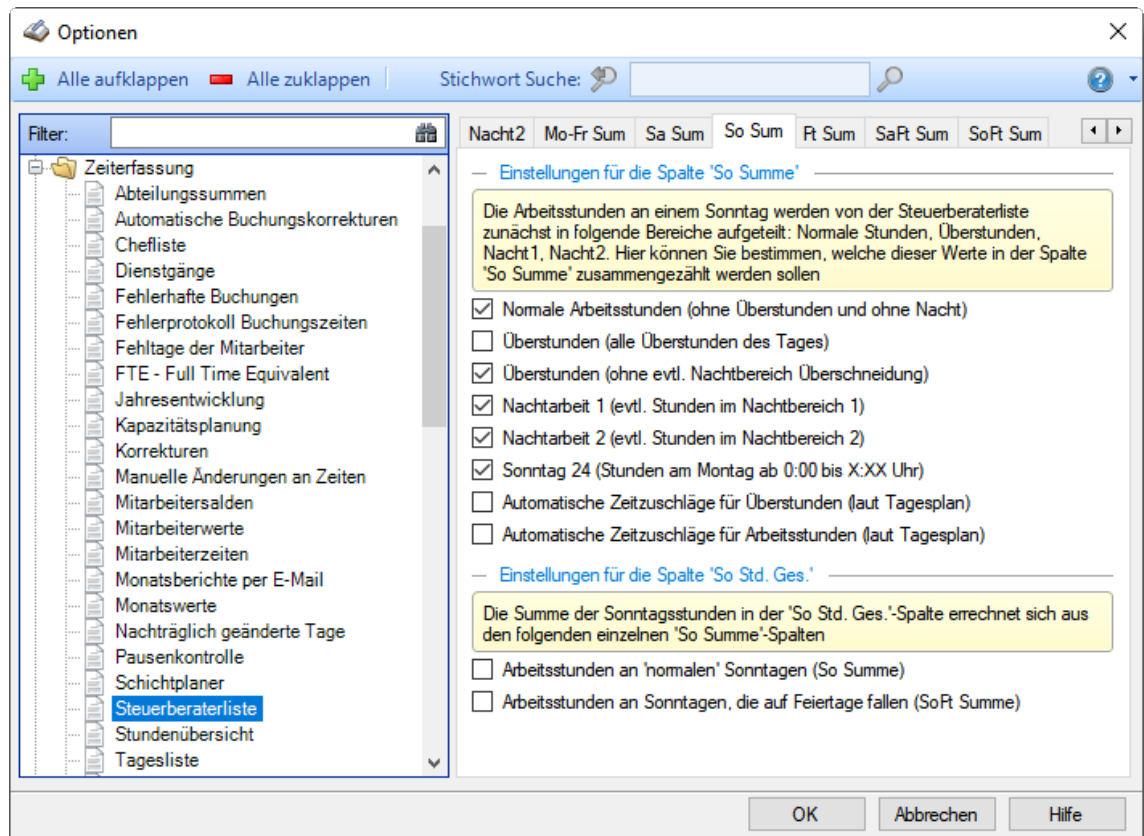 Optionen
Alle aufklappen Alle zuklappen Stichwort Suche:
Filter:
Zeiterfassung
Abteilungssummen
Automatische Buchungskorrekturen
Chefliste
Dienstgänge
Fehlerhafte Buchungen
Fehlerprotokoll Buchungszeiten
Fehltage der Mitarbeiter
FTE - Full Time Equivalent
Jahresentwicklung
Kapazitätsplanung
Korrekturen
Manuelle Änderungen an Zeiten
Mitarbeitersalden
Mitarbeiterwerte
Mitarbeiterzeiten
Monatsberichte per E-Mail
Monatswerte
Nachträglich geänderte Tage
Pausenkontrolle
Schichtplaner
Steuerberaterliste
Stundenübersicht
Tagesliste
Nacht2 Mo-Fr Sum Sa Sum So Sum Ft Sum SaFt Sum SoFt Sum
Einstellungen für die Spalte 'So Summe'
Die Arbeitsstunden an einem Sonntag werden von der Steuerberaterliste
zunächst in folgende Bereiche aufgeteilt: Normale Stunden, Überstunden,
Nacht1, Nacht2. Hier können Sie bestimmen, welche dieser Werte in der Spalte
'So Summe' zusammengezählt werden sollen
Normale Arbeitsstunden (ohne Überstunden und ohne Nacht)
Überstunden (alle Überstunden des Tages)
Überstunden (ohne evtl. Nachtbereich Überschneidung)
Nachtarbeit 1 (evtl. Stunden im Nachtbereich 1)
Nachtarbeit 2 (evtl. Stunden im Nachtbereich 2)
Sonntag 24 (Stunden am Montag ab 0:00 bis X:XX Uhr)
Automatische Zeitzuschläge für Überstunden (laut Tagesplan)
Automatische Zeitzuschläge für Arbeitsstunden (laut Tagesplan)
Einstellungen für die Spalte 'So Std. Ges.'
Die Summe der Sonntagsstunden in der 'So Std. Ges.'-Spalte errechnet sich aus
den folgenden einzelnen 'So Summe'-Spalten
Arbeitsstunden an 'normalen' Sonntagen (So Summe)
Arbeitsstunden an Sonntagen, die auf Feiertage fallen (SoFt Summe)
OK Abbrechen Hilfe